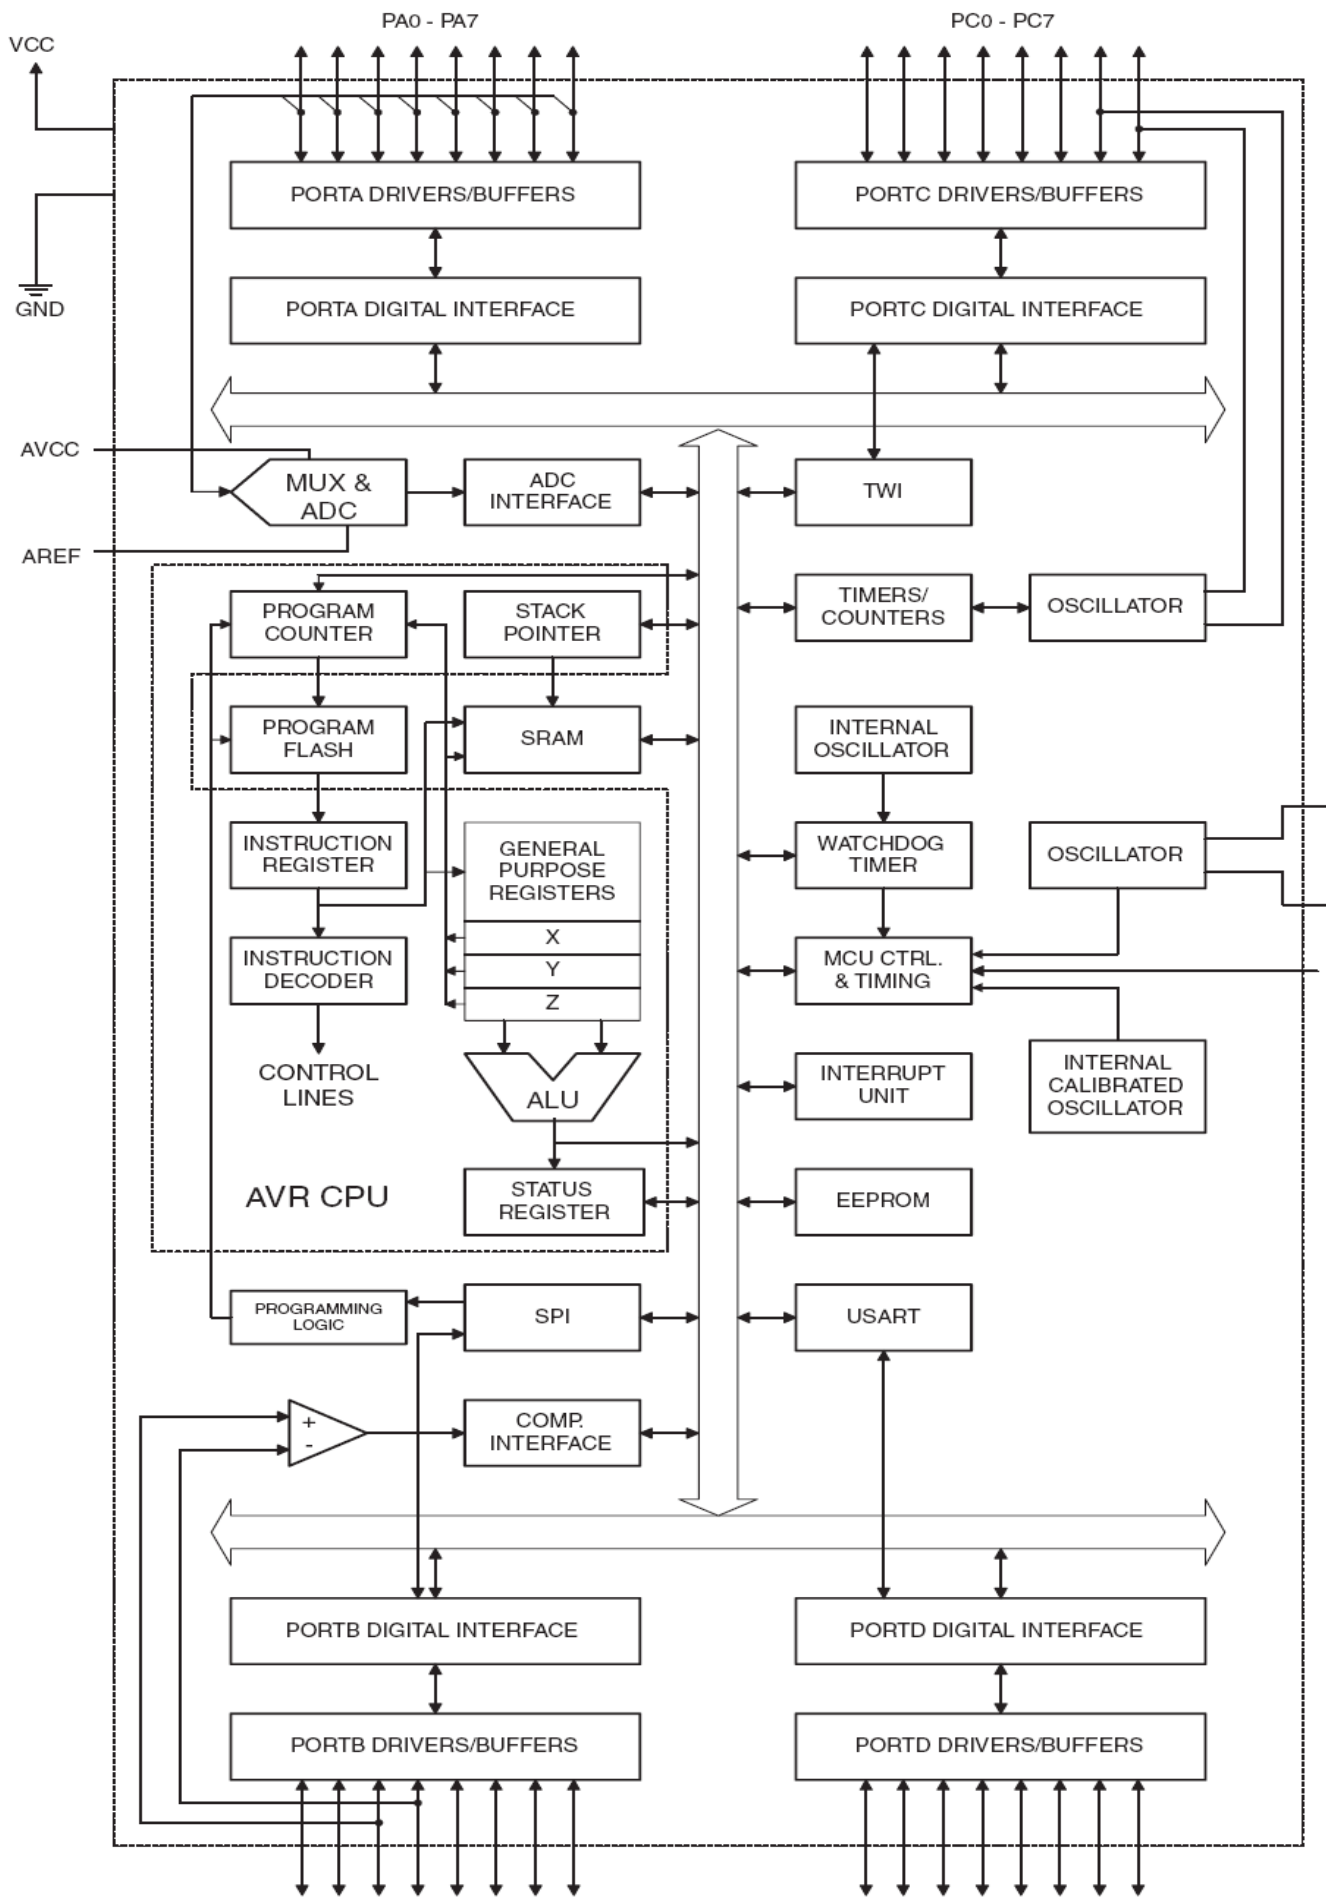 PA0 - PA7
PC0 - PC7
VCC
PORTA DRIVERS/BUFFERS
PORTC DRIVERS/BUFFERS
GND
PORTA DIGITAL INTERFACE
PORTC DIGITAL INTERFACE
AVCC
MUX &
ADC
ADC
INTERFACE
TWI
AREF
PROGRAM
COUNTER
STACK
POINTER
TIMERS/
COUNTERS
OSCILLATOR
PROGRAM
FLASH
SRAM
INTERNAL
OSCILLATOR
INSTRUCTION
REGISTER
GENERAL
PURPOSE
REGISTERS
WATCHDOG
TIMER
OSCILLATOR
X
INSTRUCTION
DECODER
Y
Z
MCU CTRL.
& TIMING
CONTROL
LINES
ALU
INTERRUPT
UNIT
INTERNAL
CALIBRATED
OSCILLATOR
AVR CPU
STATUS
REGISTER
EEPROM
PROGRAMMING
LOGIC
SPI
USART
+
-
COMP.
INTERFACE
PORTB DIGITAL INTERFACE
PORTD DIGITAL INTERFACE
PORTB DRIVERS/BUFFERS
PORTD DRIVERS/BUFFERS